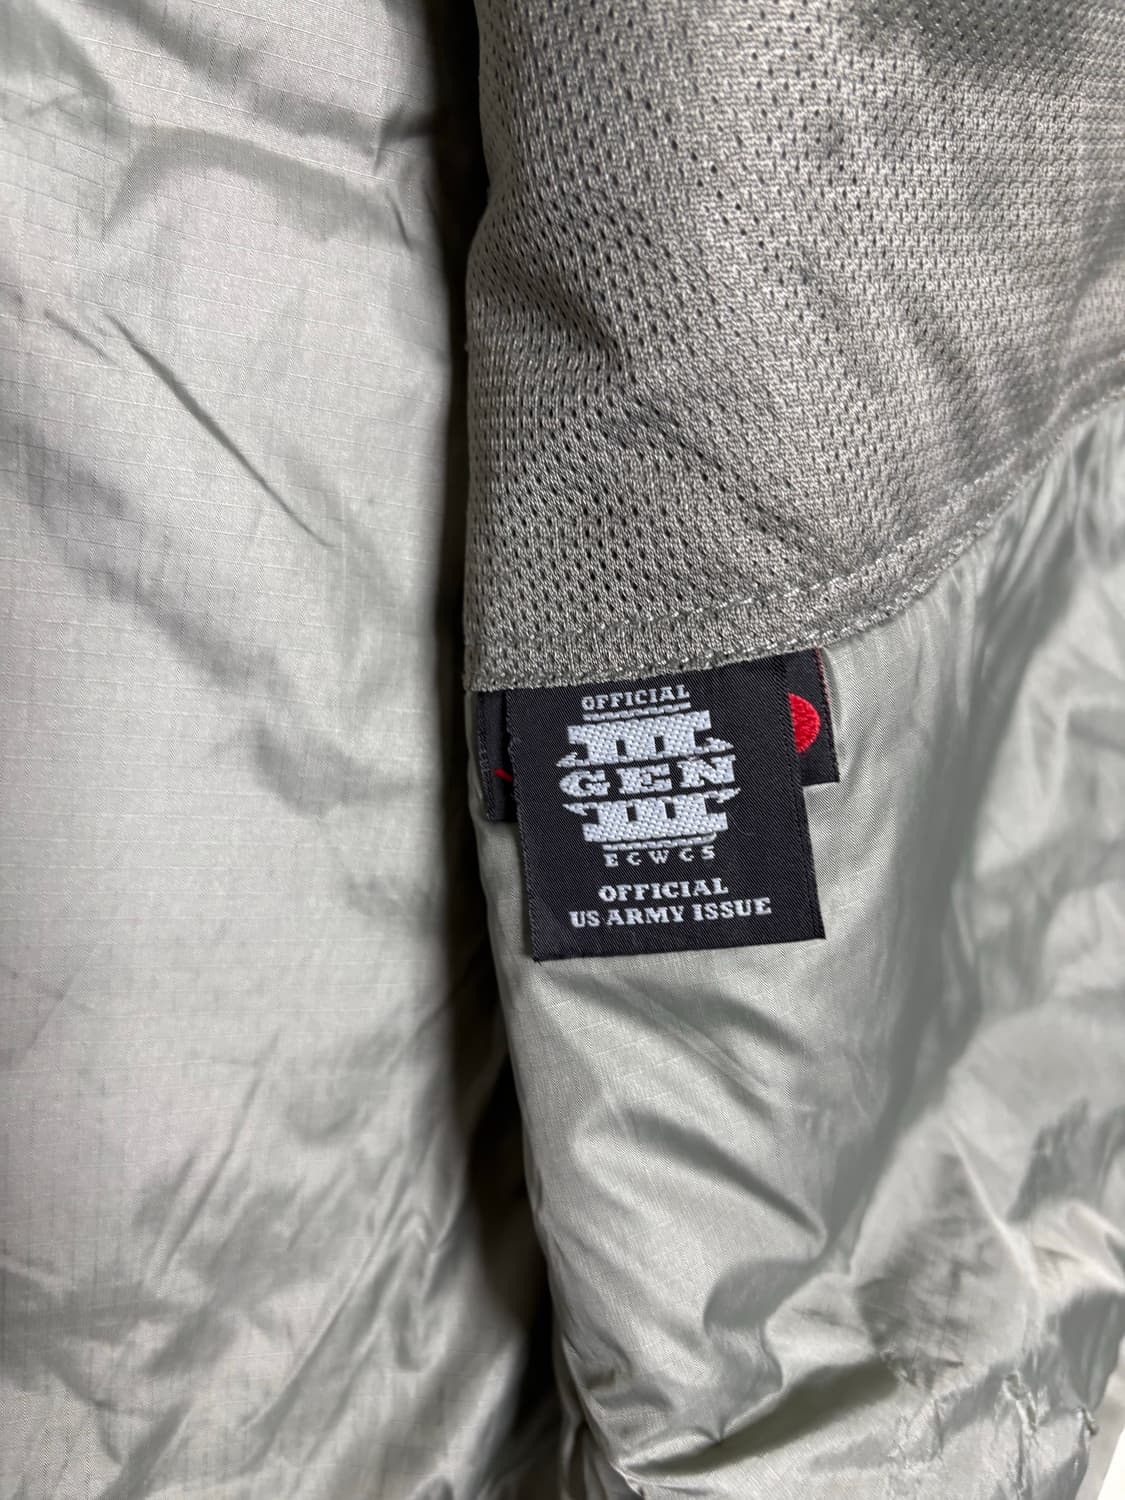 OFFICIAL
III
GEN
III
ECWCS
OFFICIAL
US ARMY ISSUE